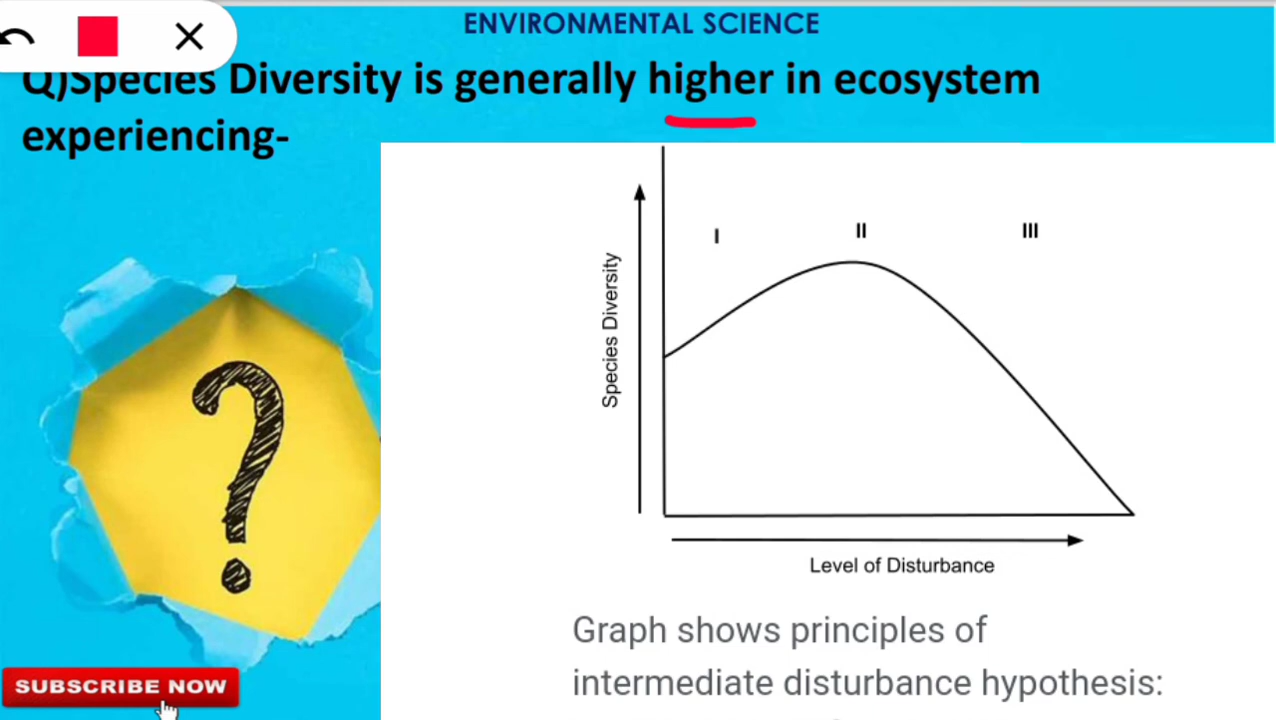 ENVIRONMENTAL SCIENCE
Q)Species Diversity is generally higher in ecosystem
experiencing-
I
II
III
Species Diversity
?
Level of Disturbance
Graph shows principles of
intermediate disturbance hypothesis:
SUBSCRIBE NOW